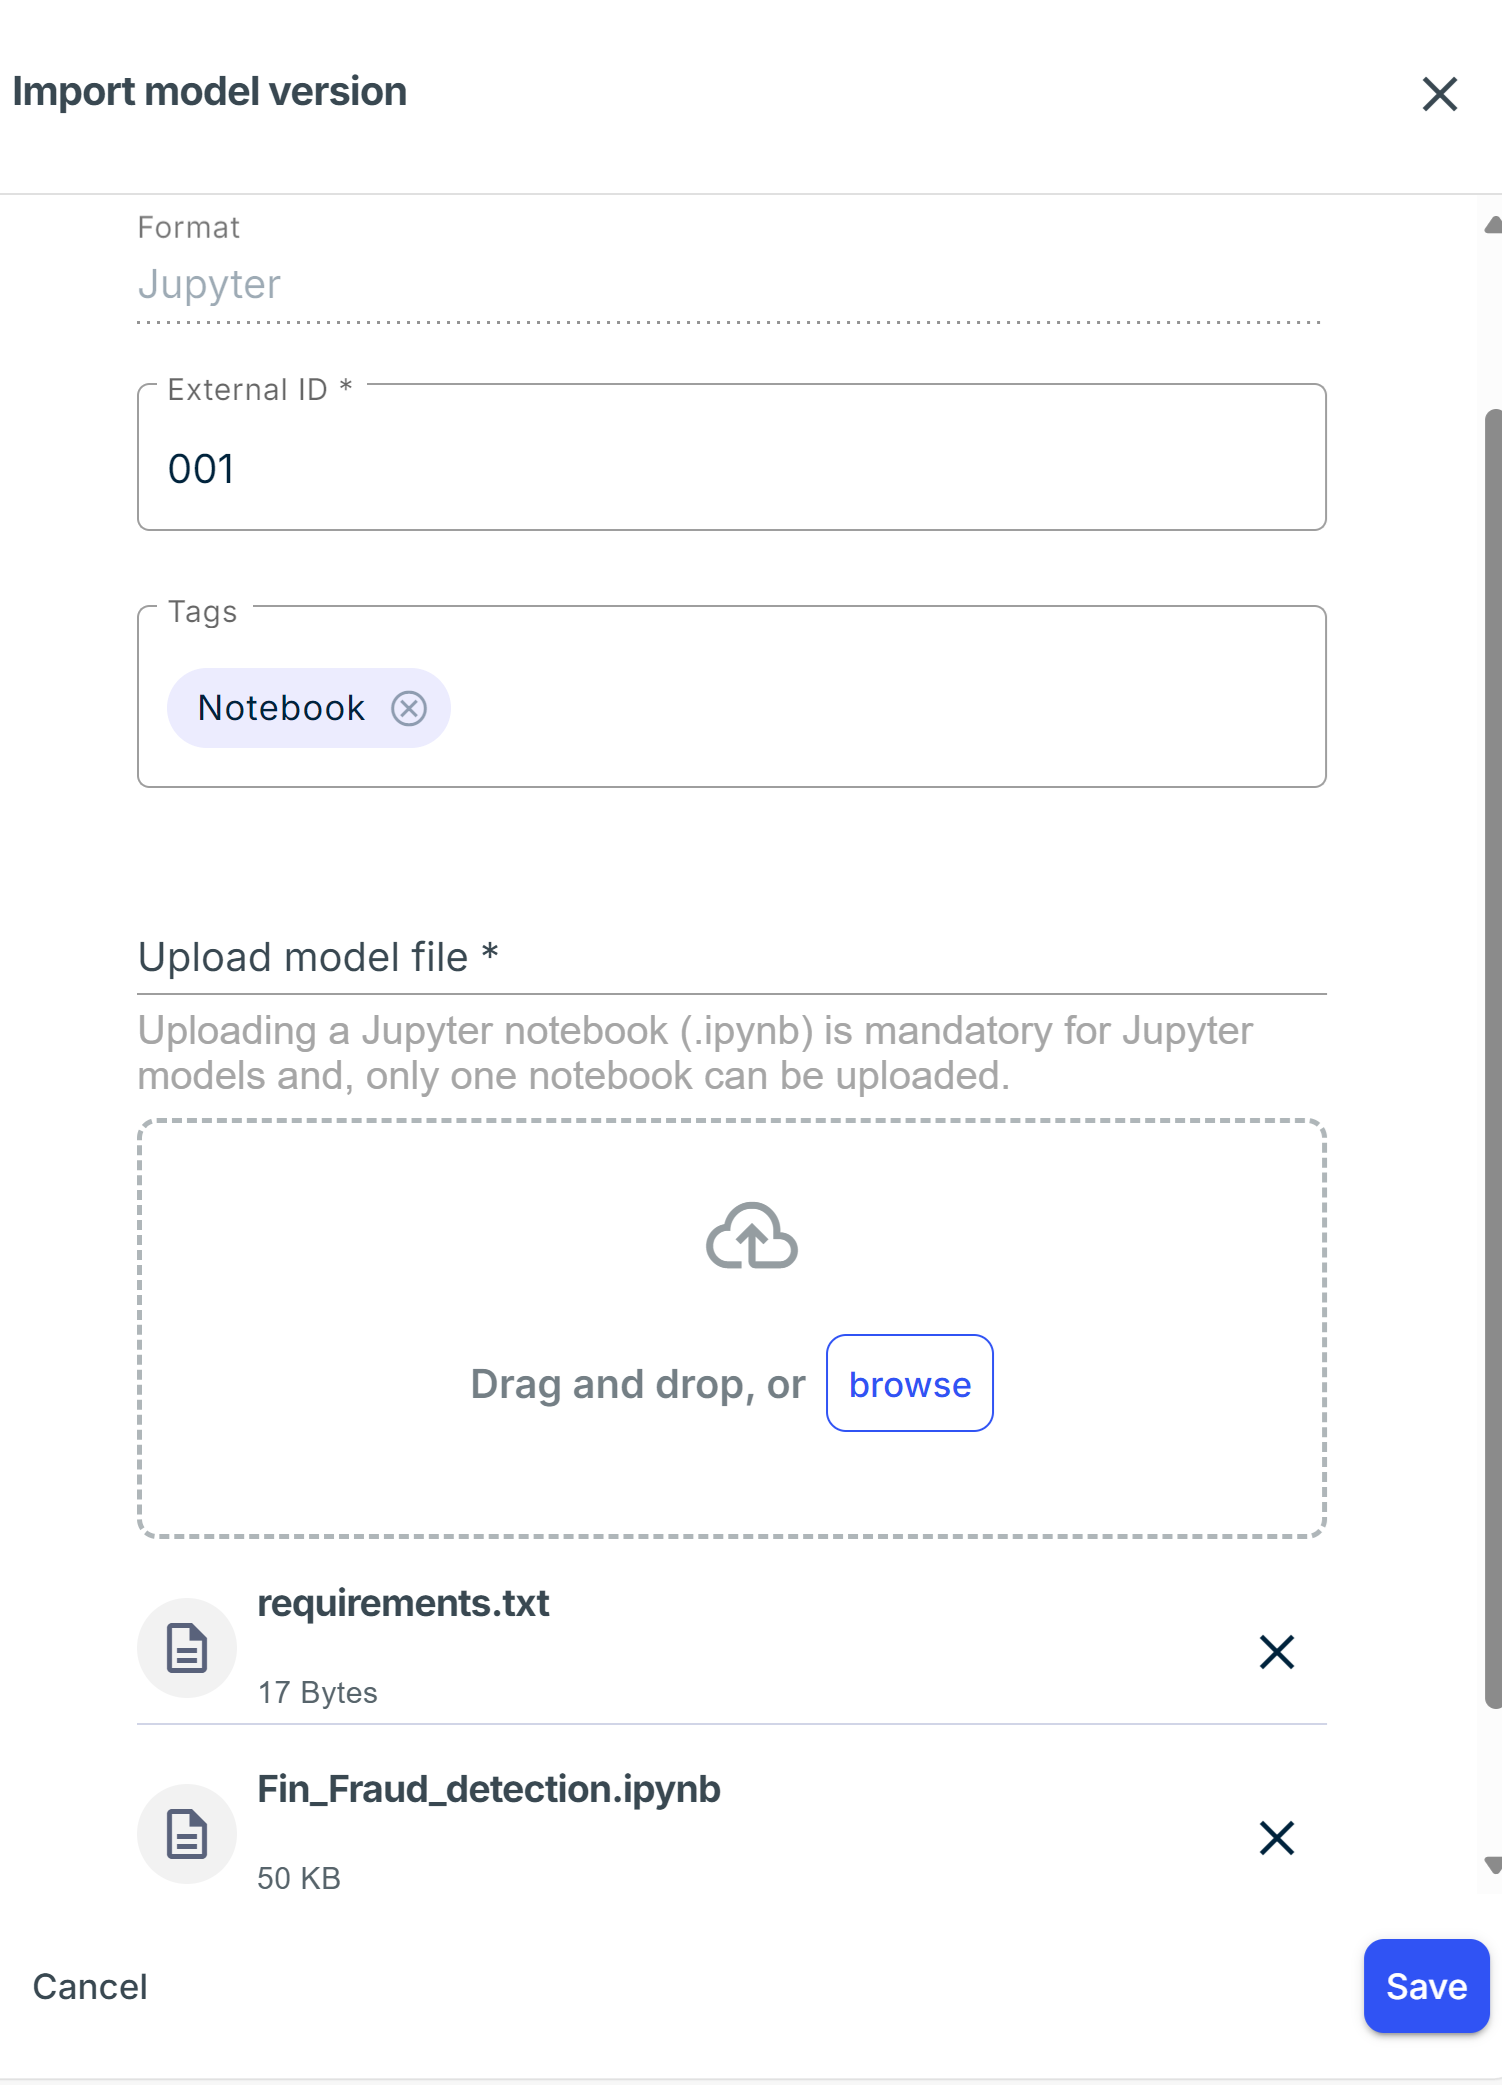 Import model version
Format
Jupyter
External ID *
001
Tags
Notebook
Upload model file *
Uploading a Jupyter notebook (.ipynb) is mandatory for Jupyter
models and, only one notebook can be uploaded.
Drag and drop, or browse
requirements.txt
17 Bytes
Fin_Fraud_detection.ipynb
50 KB
Cancel
Save